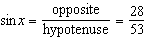 sin x = opposite/hypotenuse = 28/53